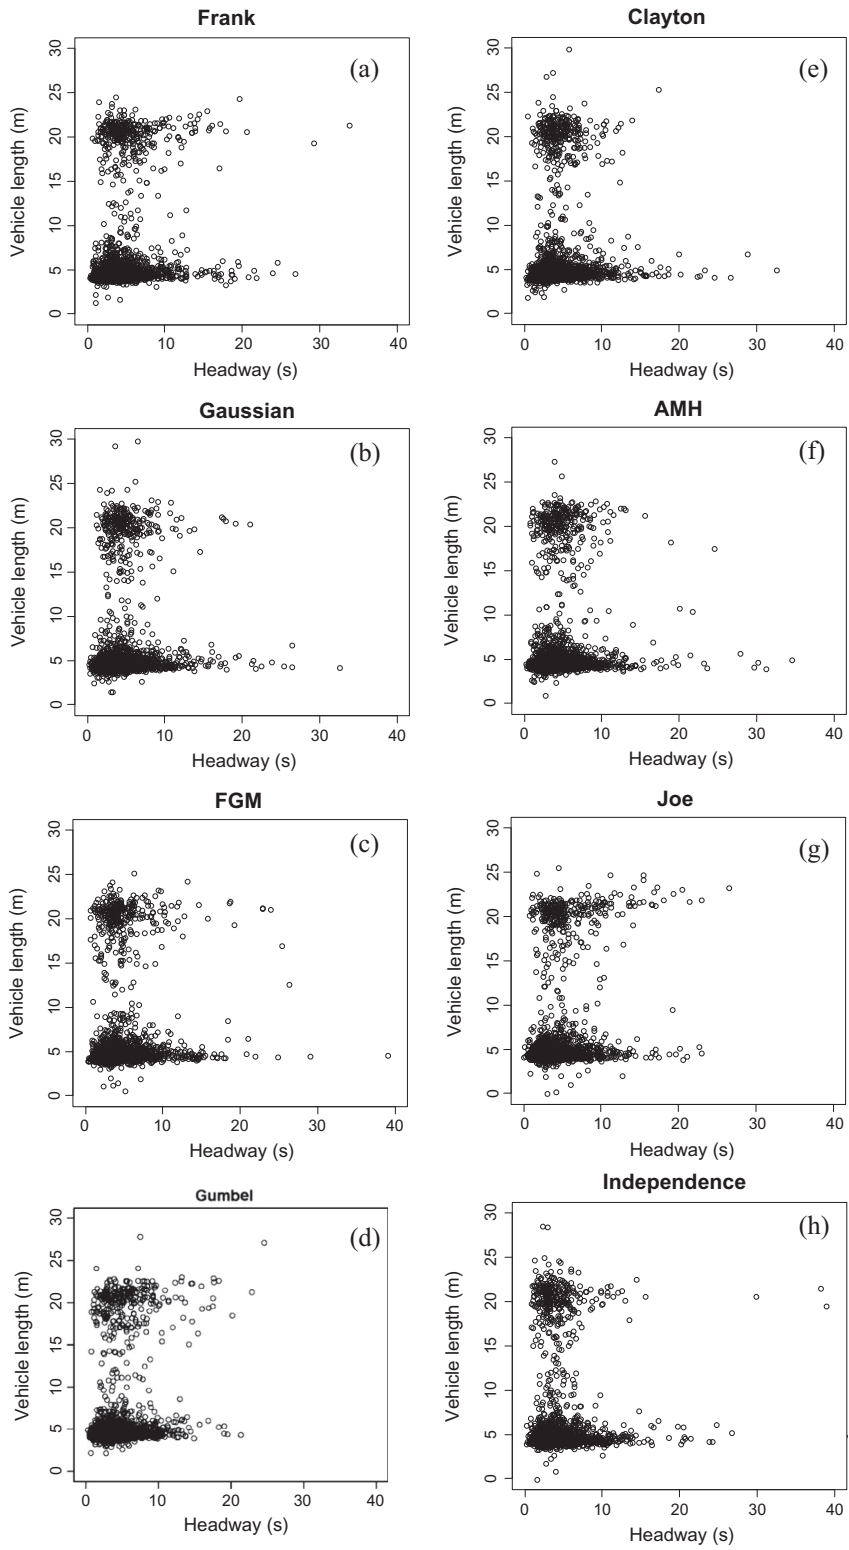 Frank
(a)
Vehicle length (m)
0 5 10 15 20 25 30
0 10 20 30 40
Headway (s)
Clayton
(e)
Vehicle length (m)
0 5 10 15 20 25 30
0 10 20 30 40
Headway (s)
Gaussian
(b)
Vehicle length (m)
0 5 10 15 20 25 30
0 10 20 30 40
Headway (s)
AMH
(f)
Vehicle length (m)
0 5 10 15 20 25 30
0 10 20 30 40
Headway (s)
FGM
(c)
Vehicle length (m)
0 5 10 15 20 25 30
0 10 20 30 40
Headway (s)
Joe
(g)
Vehicle length (m)
0 5 10 15 20 25 30
0 10 20 30 40
Headway (s)
Gumbel
(d)
Vehicle length (m)
0 5 10 15 20 25 30
0 10 20 30 40
Headway (s)
Independence
(h)
Vehicle length (m)
0 5 10 15 20 25 30
0 10 20 30 40
Headway (s)